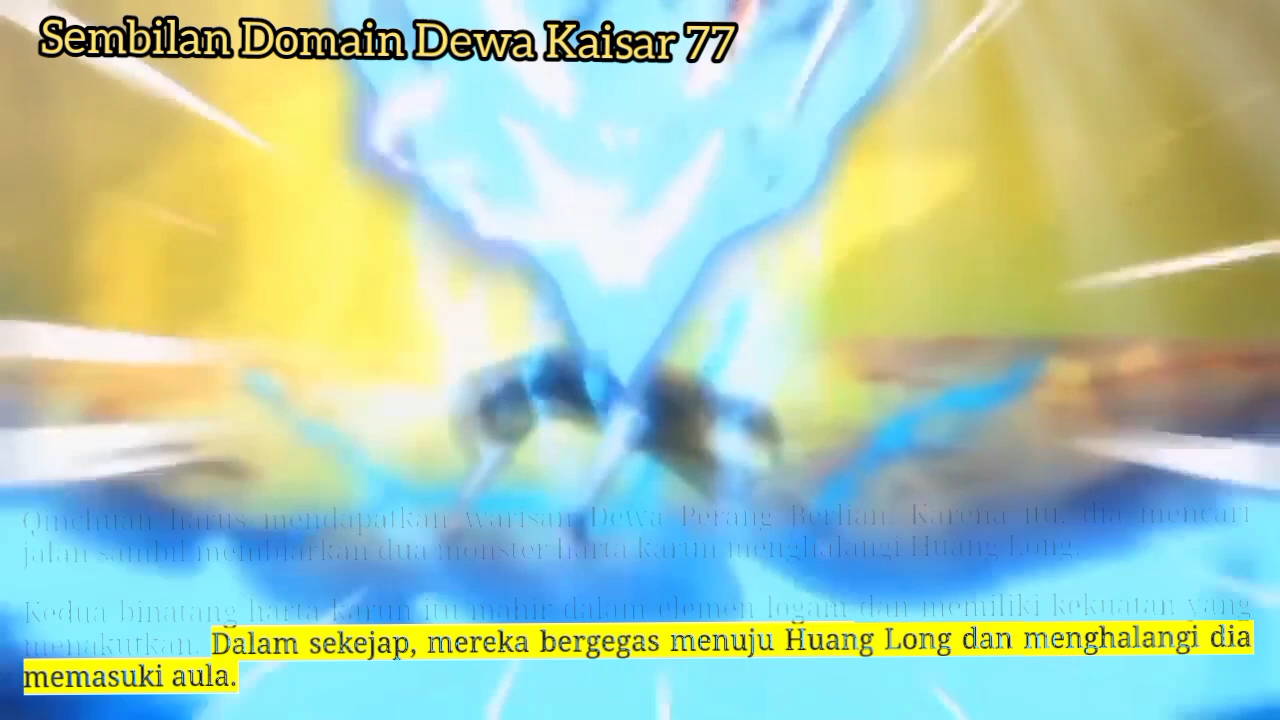 Sembilan Domain Dewa Kaisar 77
Qinchuan harus mendapatkan warisan Dewa Perang Berlian. Karena itu, dia mencari
jalan sambil membiarkan dua monster harta karun menghalangi Huang Long.
Kedua binatang harta karun itu mahir dalam elemen logam dan memiliki kekuatan yang
menakutkan. Dalam sekejap, mereka bergegas menuju Huang Long dan menghalangi dia
memasuki aula.